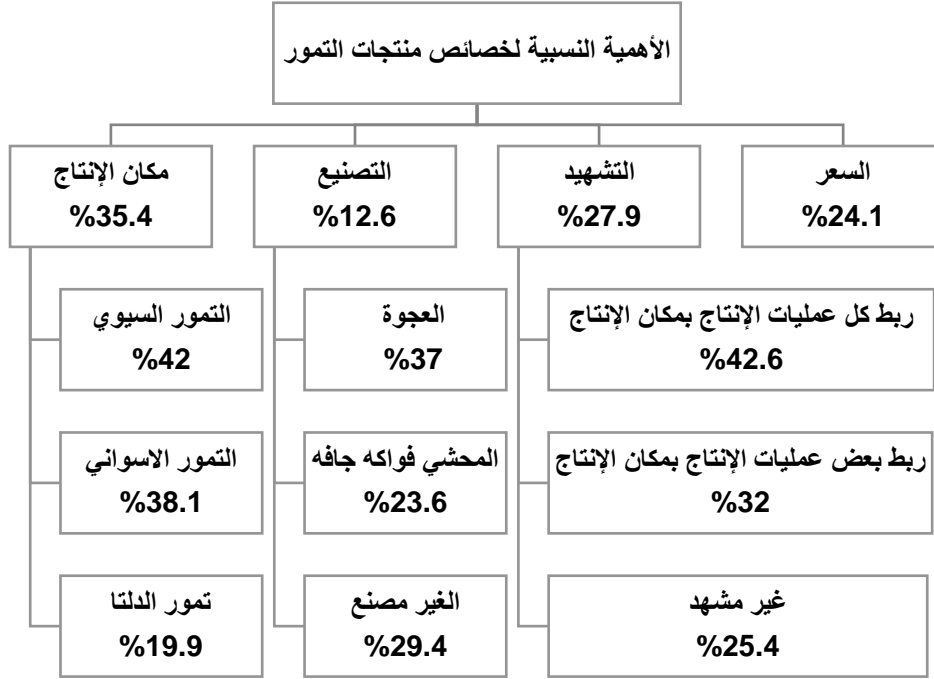 الأهمية النسبية لخصائص منتجات التمور
السعر
%24.1
التشهيد
%27.9
ربط كل عمليات الإنتاج بمكان الإنتاج
%42.6
ربط بعض عمليات الإنتاج بمكان الإنتاج
%32
غير مشهد
%25.4
التصنيع
%12.6
العجوة
%37
المحشي فواكه جافه
%23.6
الغير مصنع
%29.4
مكان الإنتاج
%35.4
التمور السيوي
%42
التمور الاسواني
%38.1
تمور الدلتا
%19.9